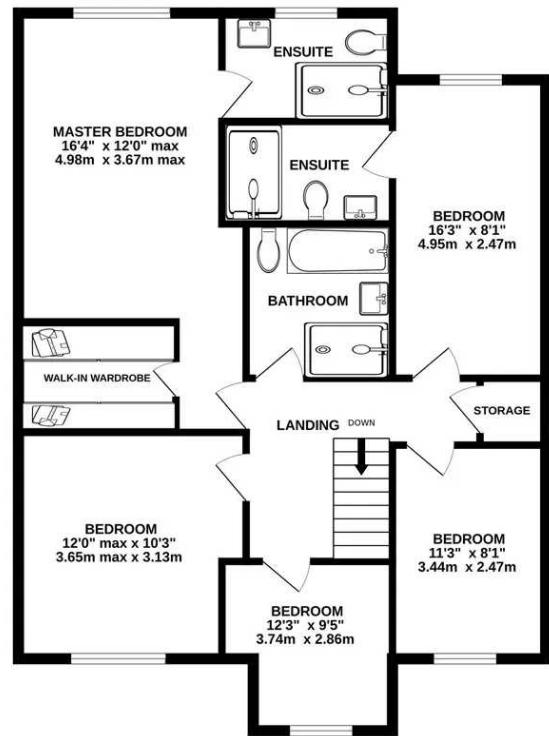 ENSUITE
MASTER BEDROOM
16'4" x 12'0" max
4.98m x 3.67m max
ENSUITE
BEDROOM
16'3" x 8'1"
4.95m x 2.47m
BATHROOM
WALK-IN WARDROBE
STORAGE
LANDING
DOWN
BEDROOM
12'0" max x 10'3"
3.65m max x 3.13m
BEDROOM
11'3" x 8'1"
3.44m x 2.47m
BEDROOM
12'3" x 9'5"
3.74m x 2.86m